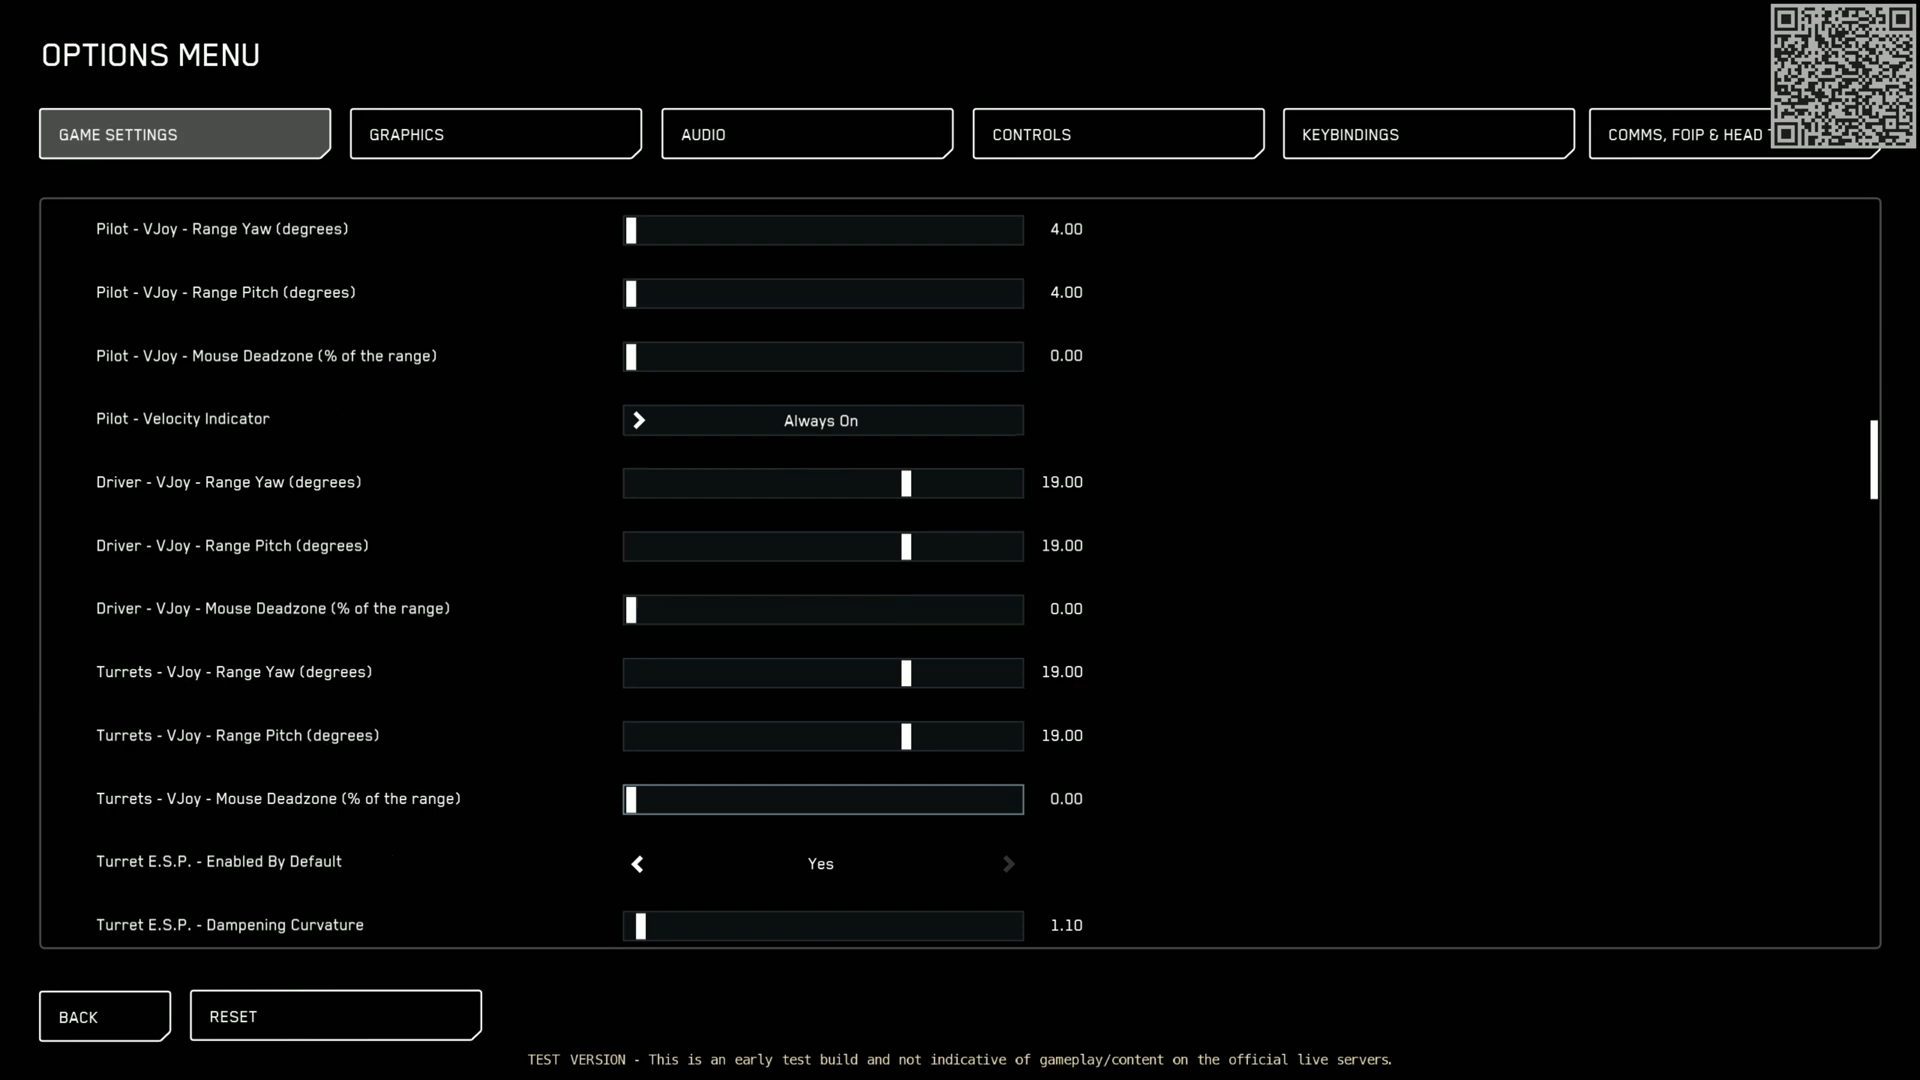 OPTIONS MENU
GAME SETTINGS
GRAPHICS
AUDIO
CONTROLS
KEYBINDINGS
COMMS, FOIP & HEAD
Pilot - VJoy - Range Yaw (degrees) 4.00
Pilot - VJoy - Range Pitch (degrees) 4.00
Pilot - VJoy - Mouse Deadzone (% of the range) 0.00
Pilot - Velocity Indicator Always On
Driver - VJoy - Range Yaw (degrees) 19.00
Driver - VJoy - Range Pitch (degrees) 19.00
Driver - VJoy - Mouse Deadzone (% of the range) 0.00
Turrets - VJoy - Range Yaw (degrees) 19.00
Turrets - VJoy - Range Pitch (degrees) 19.00
Turrets - VJoy - Mouse Deadzone (% of the range) 0.00
Turret E.S.P. - Enabled By Default Yes
Turret E.S.P. - Dampening Curvature 1.10
BACK
RESET
TEST VERSION - This is an early test build and not indicative of gameplay/content on the official live servers.